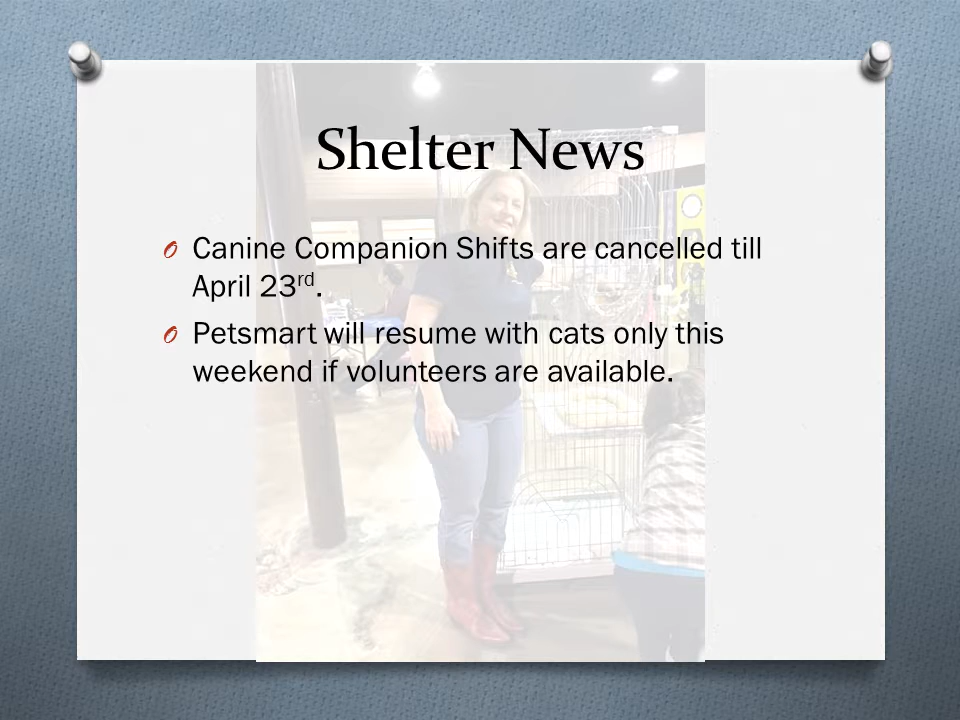 Shelter News
Canine Companion Shifts are cancelled till
April 23rd.
Petsmart will resume with cats only this
weekend if volunteers are available.